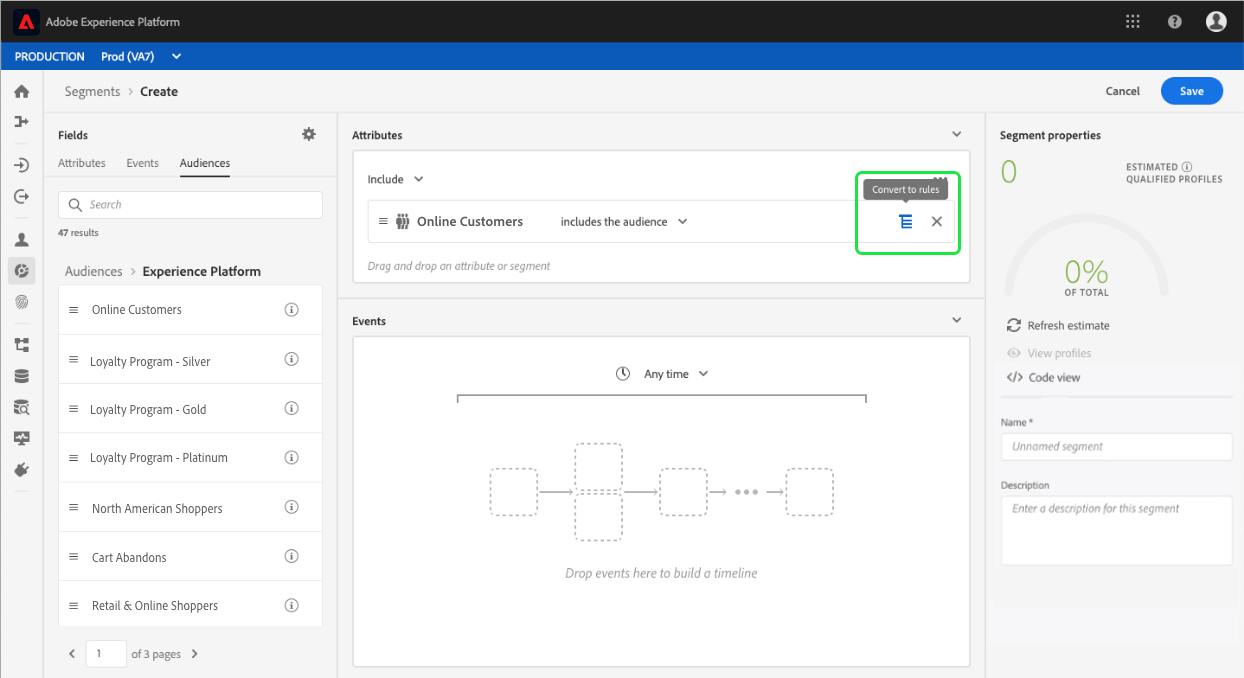 Adobe Experience Platform
PRODUCTION Prod (VA7)
Segments > Create
Cancel
Save
Fields
Attributes Events Audiences
Search
47 results
Audiences > Experience Platform
Online Customers
Loyalty Program - Silver
Loyalty Program - Gold
Loyalty Program - Platinum
North American Shoppers
Cart Abandons
Retail & Online Shoppers
1 of 3 pages
Attributes
Include
Convert to rules
Online Customers includes the audience
Drag and drop an attribute or segment
Events
Any time
Drop events here to build a timeline
Segment properties
0
ESTIMATED
QUALIFIED PROFILES
0%
OF TOTAL
Refresh estimate
View profiles
</> Code view
Name *
Unnamed segment
Description
Enter a description for this segment